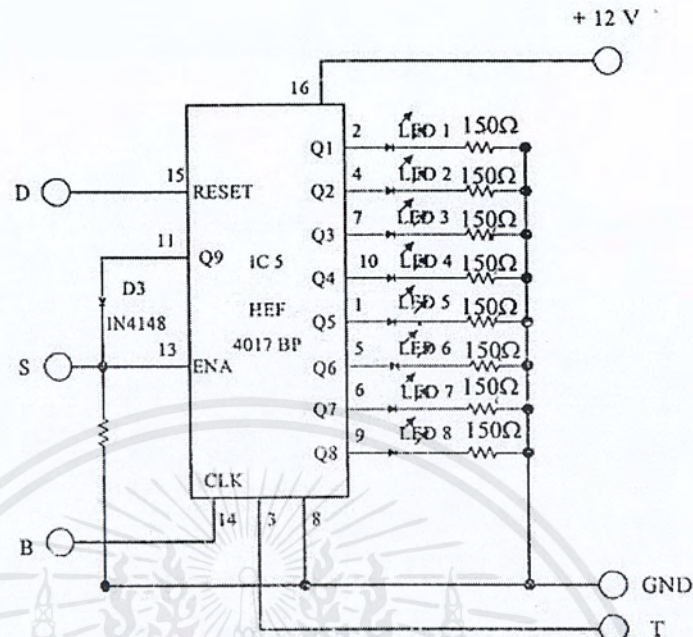 + 12 V
16
2 LED 1 150Ω
Q1
15 4 LED 2 150Ω
D RESET Q2
7 LED 3 150Ω
11 Q3
Q9 iC 5 10 LED 4 150Ω
D3 Q4
1N4148 HEF 1 LED 5 150Ω
4017 BP Q5
13 5 LED 6 150Ω
S ENA Q6
6 LED 7 150Ω
Q7
9 LED 8 150Ω
Q8
CLK
14 3 8
B
GND
T